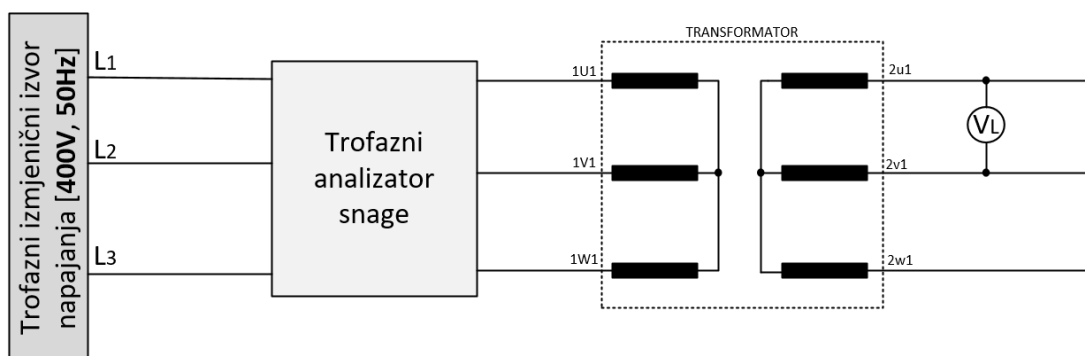 Trofazni izmjenični izvor
napajanja [400V, 50Hz]
L1
L2
L3
Trofazni
analizator
snage
TRANSFORMATOR
1U1
1V1
1W1
2u1
2v1
2w1
VL